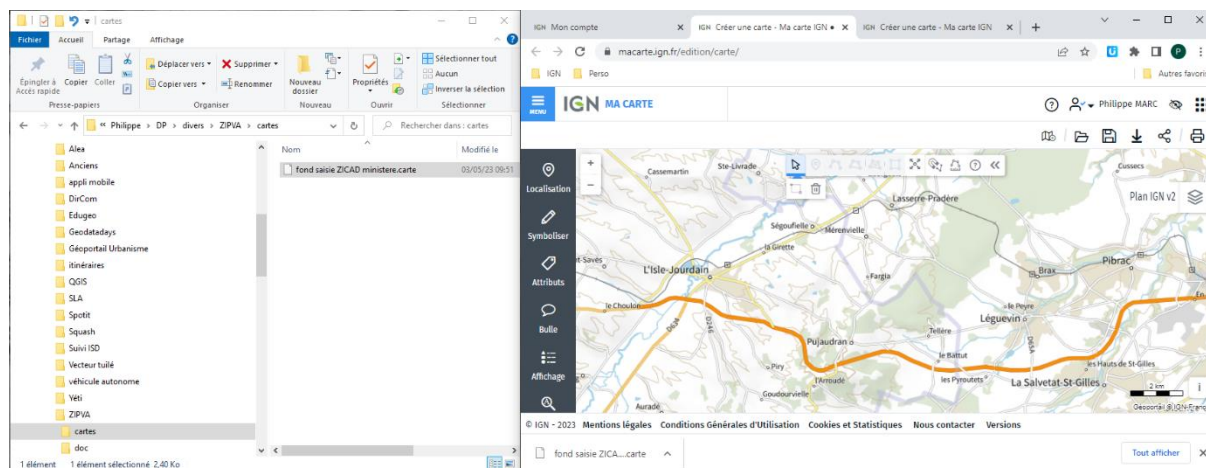 cartes
Fichier Accueil Partage Affichage
Épingler à Accès rapide
Copier
Coller
Déplacer vers
Copier vers
Supprimer
Renommer
Nouveau dossier
Propriétés
Sélectionner tout
Aucun
Inverser la sélection
Presse-papiers Organiser Nouveau Ouvrir Sélectionner
« Philippe > DP > divers > ZIPVA > cartes
Rechercher dans : cartes
Alea
Anciens
appli mobile
DirCom
Edugeo
Geodatadays
Géoportail Urbanisme
itinéraires
QGIS
SLA
Spotit
Squash
Suivi ISD
Vecteur tuilé
véhicule autonome
Yéti
ZIPVA
cartes
doc
Nom Modifié le
fond saisie ZICAD ministere.carte 03/05/23 09:51
1 élément 1 élément sélectionné 2,40 Ko
IGN Mon compte
IGN Créer une carte - Ma carte IGN
IGN Créer une carte - Ma carte IGN
macarte.ign.fr/edition/carte/
IGN Perso
Autres favoris
MENU
IGN MA CARTE
Philippe MARC
Localisation
Symboliser
Attributs
Bulle
Affichage
+
−
Plan IGN v2
Cassemartin
Ste-Livrade
Cussecs
Lasserre-Pradère
Ségoufielle
Mérenvielle
la Girette
t-Saves
L'Isle-Jourdain
Pibrac
Brax
Fargia
le Choulon
le Peyre
Léguevin
D634
D246
D65A
Tellère
Pujaudran
le Battut
Piry
l'Arroudé
les Pyroutets
La Salvetat-St-Gilles
les Hauts de St-Gilles
Goudourvielle
Auradé
2 km
i
© IGN - 2023 Mentions légales Conditions Générales d'Utilisation Cookies et Statistiques Nous contacter Versions
fond saisie ZICA....carte
Tout afficher